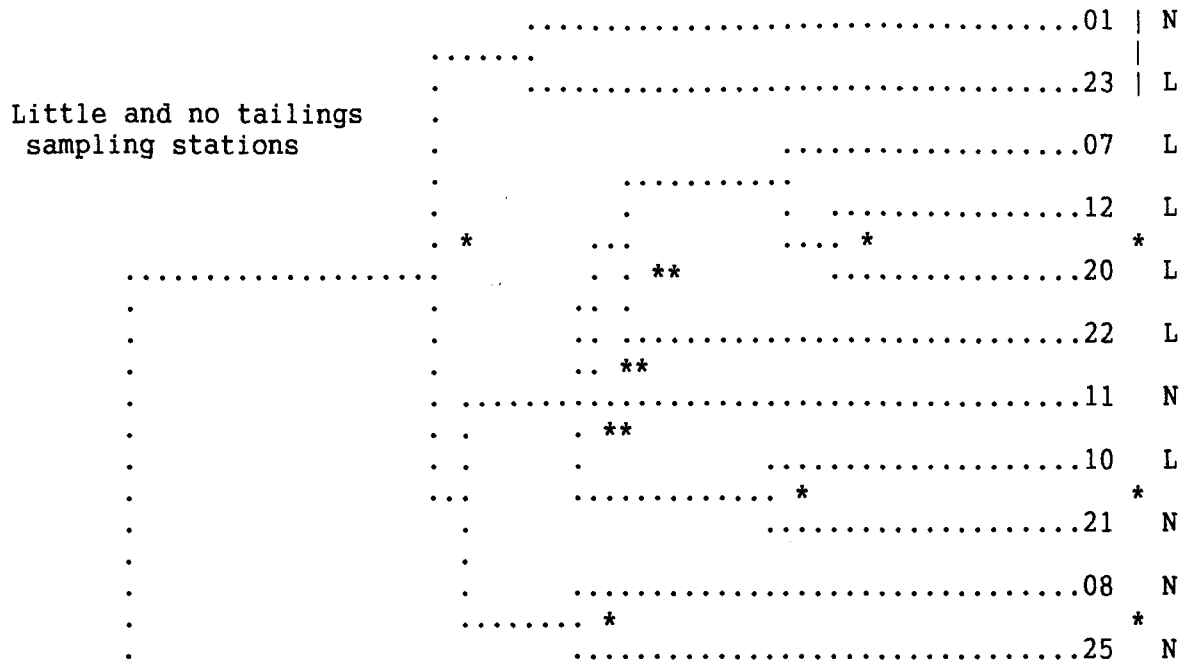 01 | N
|
23 | L
Little and no tailings
sampling stations
07 L
12 L
* * *
** 20 L
22 L
**
11 N
**
10 L
* *
21 N
08 N
* *
25 N